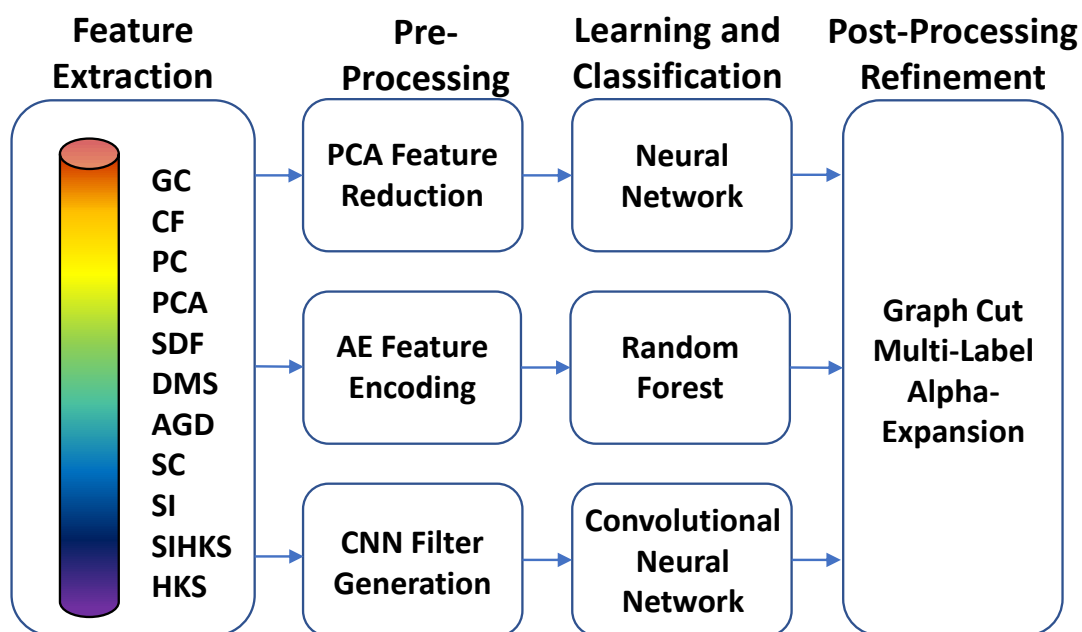 Feature
Extraction
Pre-
Processing
Learning and
Classification
Post-Processing
Refinement
GC
CF
PC
PCA
SDF
DMS
AGD
SC
SI
SIHKS
HKS
PCA Feature
Reduction
Neural
Network
AE Feature
Encoding
Random
Forest
CNN Filter
Generation
Convolutional
Neural
Network
Graph Cut
Multi-Label
Alpha-
Expansion